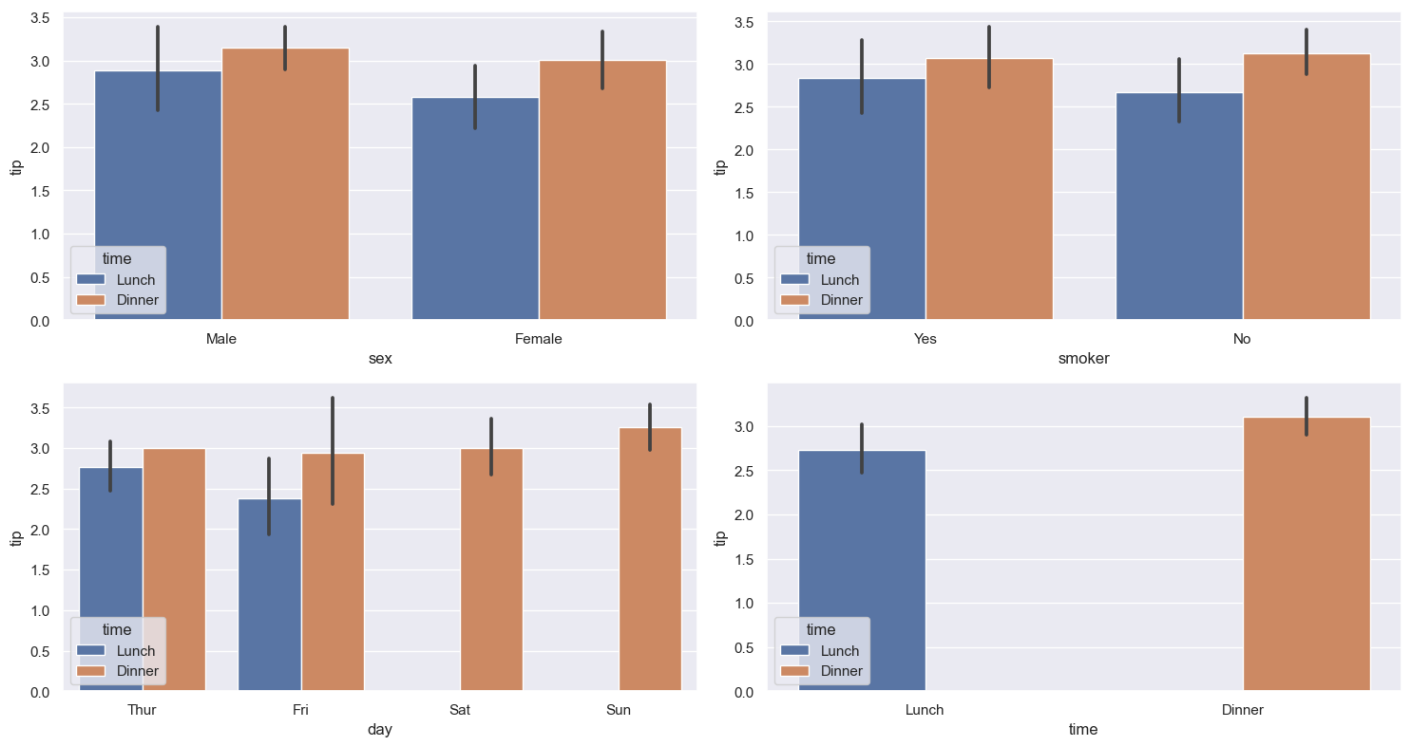 3.5
3.0
2.5
2.0
1.5
1.0
0.5
0.0
tip
time
Lunch
Dinner
Male Female
sex
3.5
3.0
2.5
2.0
1.5
1.0
0.5
0.0
tip
time
Lunch
Dinner
Yes No
smoker
3.5
3.0
2.5
2.0
1.5
1.0
0.5
0.0
tip
time
Lunch
Dinner
Thur Fri Sat Sun
day
3.0
2.5
2.0
1.5
1.0
0.5
0.0
tip
time
Lunch
Dinner
Lunch Dinner
time